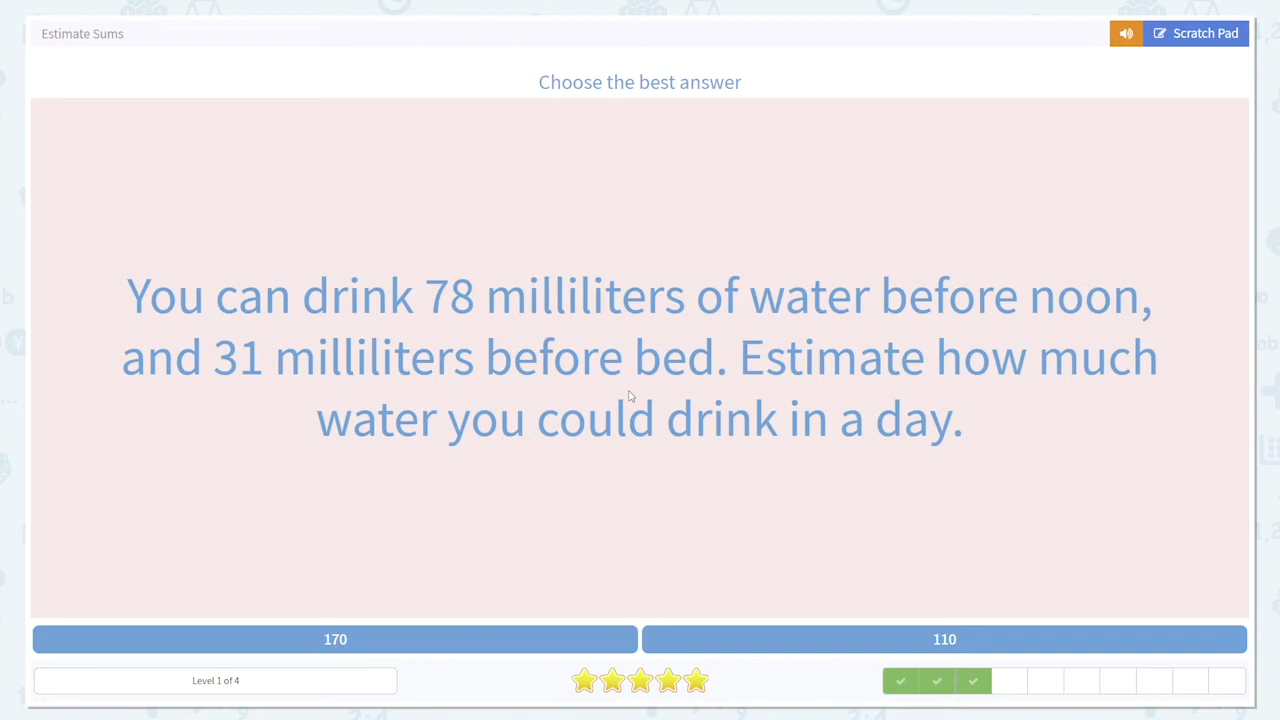 Estimate Sums
Scratch Pad
Choose the best answer
You can drink 78 milliliters of water before noon,
and 31 milliliters before bed. Estimate how much
water you could drink in a day.
170
110
Level 1 of 4